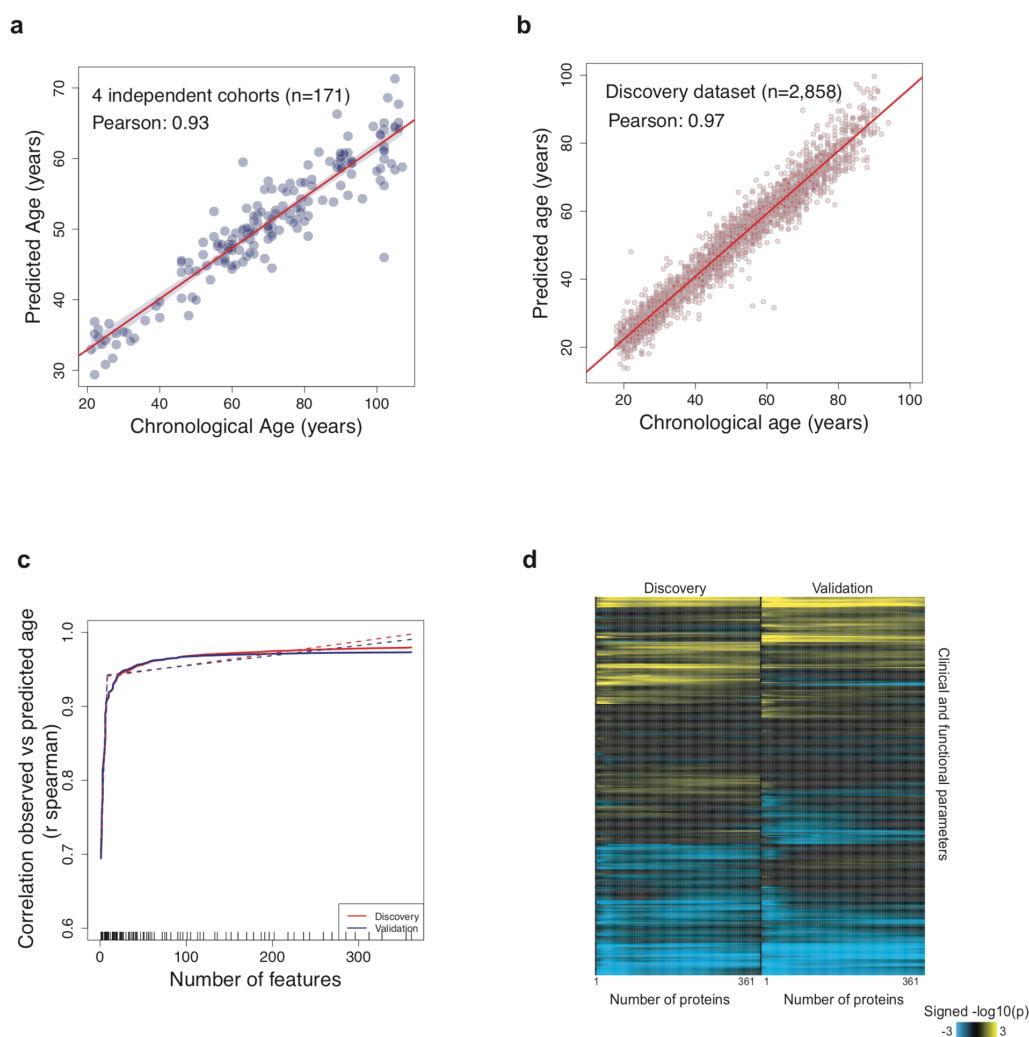 a
4 independent cohorts (n=171)
Pearson: 0.93
Predicted Age (years)
30 40 50 60 70
20 40 60 80 100
Chronological Age (years)
b
Discovery dataset (n=2,858)
Pearson: 0.97
Predicted age (years)
20 40 60 80 100
20 40 60 80 100
Chronological age (years)
c
Correlation observed vs predicted age
(r spearman)
0.6 0.7 0.8 0.9 1.0
Discovery
Validation
0 100 200 300
Number of features
d
Discovery Validation
Clinical and functional parameters
1 361 1 361
Number of proteins Number of proteins
Signed -log10(p)
-3 3